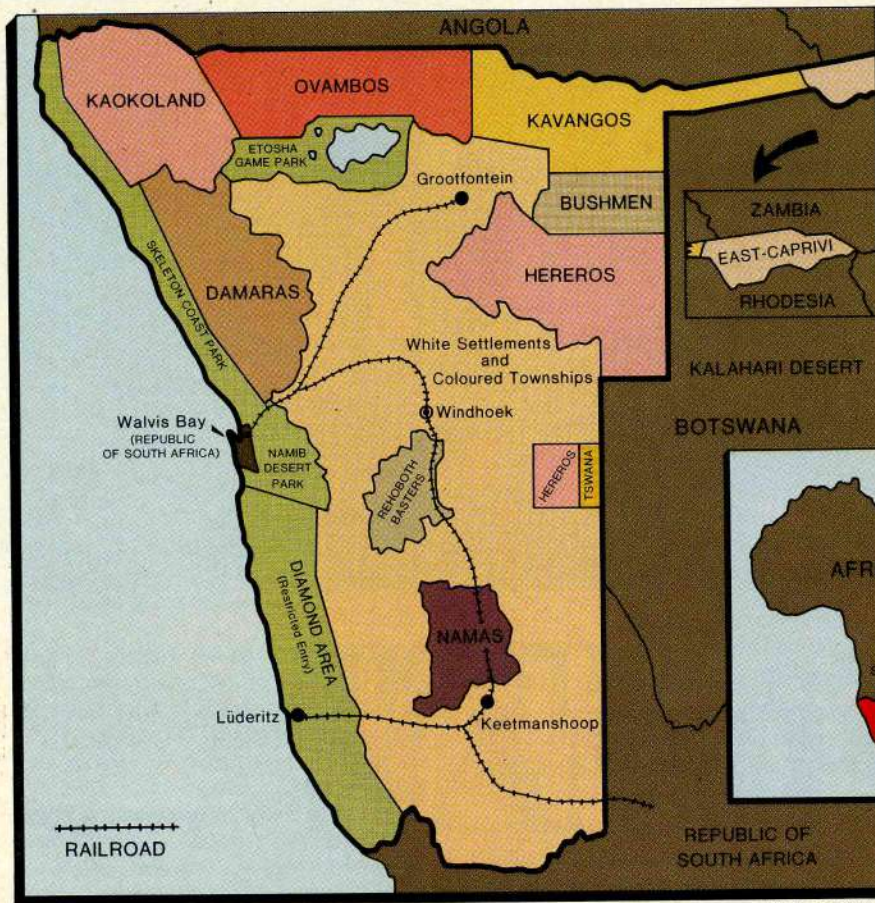 ANGOLA
KAOKOLAND
OVAMBOS
KAVANGOS
ETOSHA
GAME PARK
Grootfontein
BUSHMEN
ZAMBIA
EAST-CAPRIVI
RHODESIA
SKELETON COAST PARK
DAMARAS
HEREROS
White Settlements
and
Coloured Townships
KALAHARI DESERT
Windhoek
BOTSWANA
Walvis Bay
(REPUBLIC
OF SOUTH AFRICA)
NAMIB
DESERT
PARK
REHOBOTH
BASTERS
HEREROS
TSWANA
DIAMOND AREA
(Restricted Entry)
AFR
NAMAS
Lüderitz
Keetmanshoop
RAILROAD
REPUBLIC OF
SOUTH AFRICA